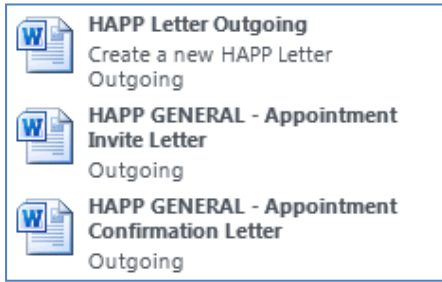 HAPP Letter Outgoing
Create a new HAPP Letter
Outgoing
HAPP GENERAL - Appointment
Invite Letter
Outgoing
HAPP GENERAL - Appointment
Confirmation Letter
Outgoing